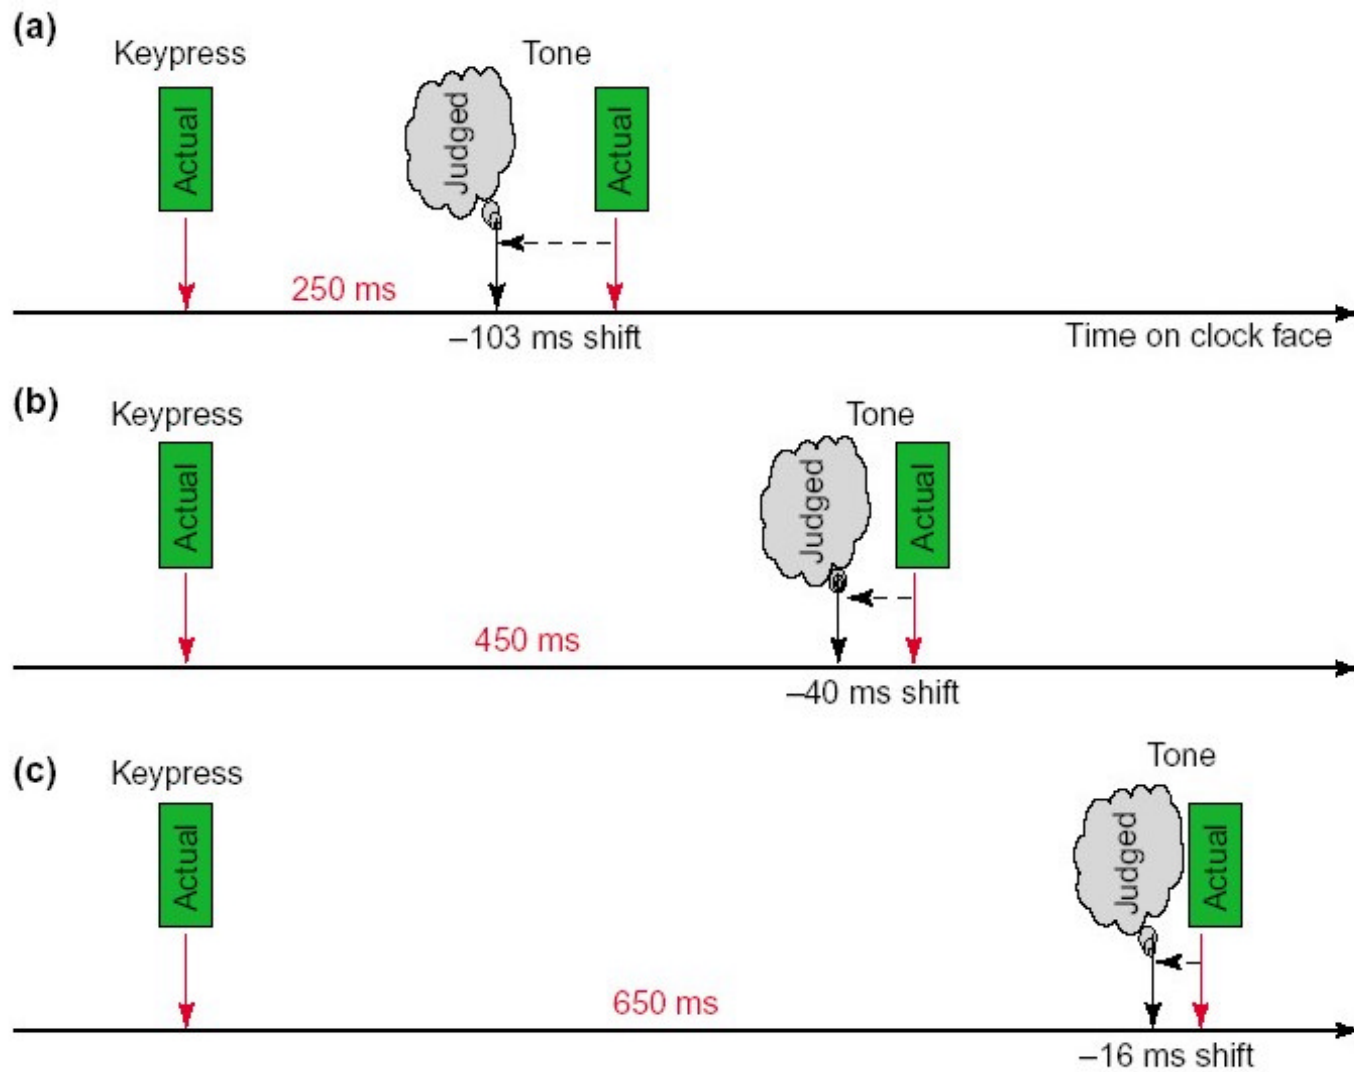 (a)
Keypress
Tone
Actual
Judged
Actual
250 ms
–103 ms shift
Time on clock face
(b)
Keypress
Tone
Actual
Judged
Actual
450 ms
–40 ms shift
(c)
Keypress
Tone
Actual
Judged
Actual
650 ms
–16 ms shift